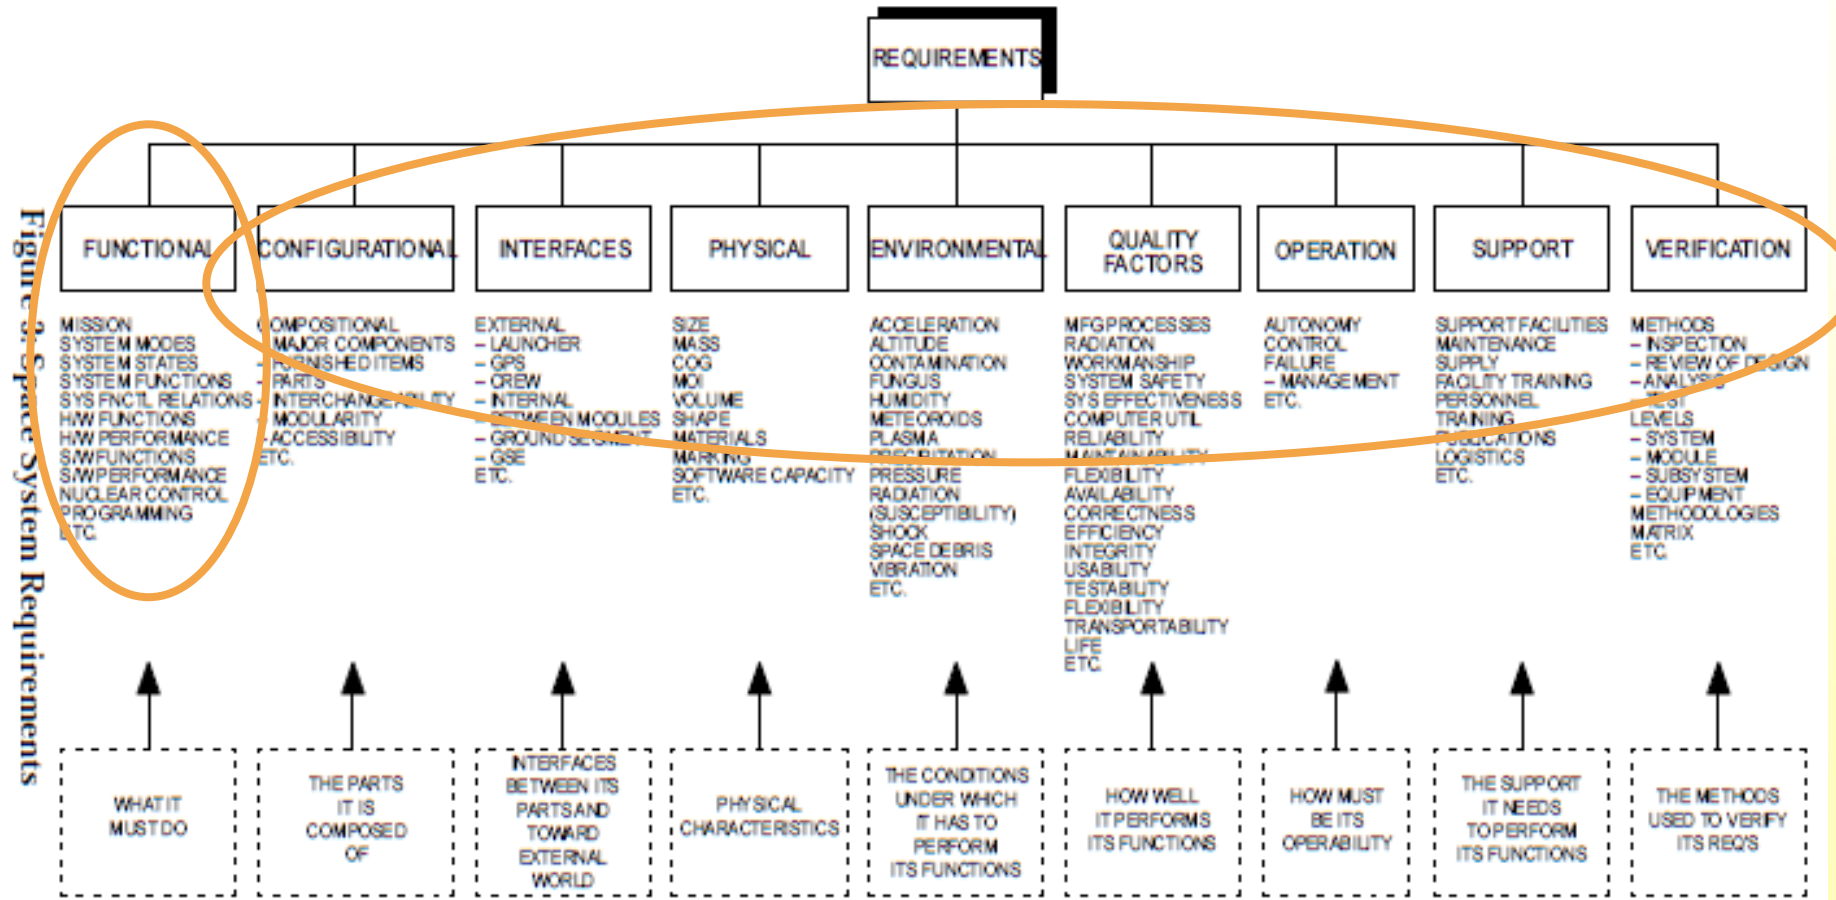 REQUIREMENTS
Figure 3: Space System Requirements
FUNCTIONAL
MISSION
SYSTEM MODES
SYSTEM STATES
SYSTEM FUNCTIONS
SYS FNCTL RELATIONS
H/W FUNCTIONS
H/W PERFORMANCE
S/W FUNCTIONS
S/W PERFORMANCE
NUCLEAR CONTROL
PROGRAMMING
ETC.
WHAT IT
MUST DO
CONFIGURATIONAL
COMPOSITIONAL
- MAJOR COMPONENTS
- FURNISHED ITEMS
- PARTS
- INTERCHANGEABILITY
- MODULARITY
- ACCESSIBILITY
ETC.
THE PARTS
IT IS
COMPOSED
OF
INTERFACES
EXTERNAL
- LAUNCHER
- GPS
- CREW
- INTERNAL
- BETWEEN MODULES
- GROUND SEGMENT
- GSE
ETC.
INTERFACES
BETWEEN ITS
PARTS AND
TOWARD
EXTERNAL
WORLD
PHYSICAL
SIZE
MASS
COG
MOI
VOLUME
SHAPE
MATERIALS
MARKING
SOFTWARE CAPACITY
ETC.
PHYSICAL
CHARACTERISTICS
ENVIRONMENTAL
ACCELERATION
ALTITUDE
CONTAMINATION
FUNGUS
HUMIDITY
METEOROIDS
PLASMA
PRECIPITATION
PRESSURE
RADIATION
(SUSCEPTIBILITY)
SHOCK
SPACE DEBRIS
VIBRATION
ETC.
THE CONDITIONS
UNDER WHICH
IT HAS TO
PERFORM
ITS FUNCTIONS
QUALITY
FACTORS
MFG PROCESSES
RADIATION
WORKMANSHIP
SYSTEM SAFETY
SYS EFFECTIVENESS
COMPUTER UTIL
RELIABILITY
MAINTAINABILITY
FLEXIBILITY
AVAILABILITY
CORRECTNESS
EFFICIENCY
INTEGRITY
USABILITY
TESTABILITY
FLEXIBILITY
TRANSPORTABILITY
LIFE
ETC.
HOW WELL
IT PERFORMS
ITS FUNCTIONS
OPERATION
AUTONOMY
CONTROL
FAILURE
- MANAGEMENT
ETC.
HOW MUST
BE ITS
OPERABILITY
SUPPORT
SUPPORT FACILITIES
MAINTENANCE
SUPPLY
FACILITY TRAINING
PERSONNEL
TRAINING
PUBLICATIONS
LOGISTICS
ETC.
THE SUPPORT
IT NEEDS
TO PERFORM
ITS FUNCTIONS
VERIFICATION
METHODS
- INSPECTION
- REVIEW OF DESIGN
- ANALYSIS
- TEST
LEVELS
- SYSTEM
- MODULE
- SUBSYSTEM
- EQUIPMENT
METHODOLOGIES
MATRIX
ETC.
THE METHODS
USED TO VERIFY
ITS REQ'S